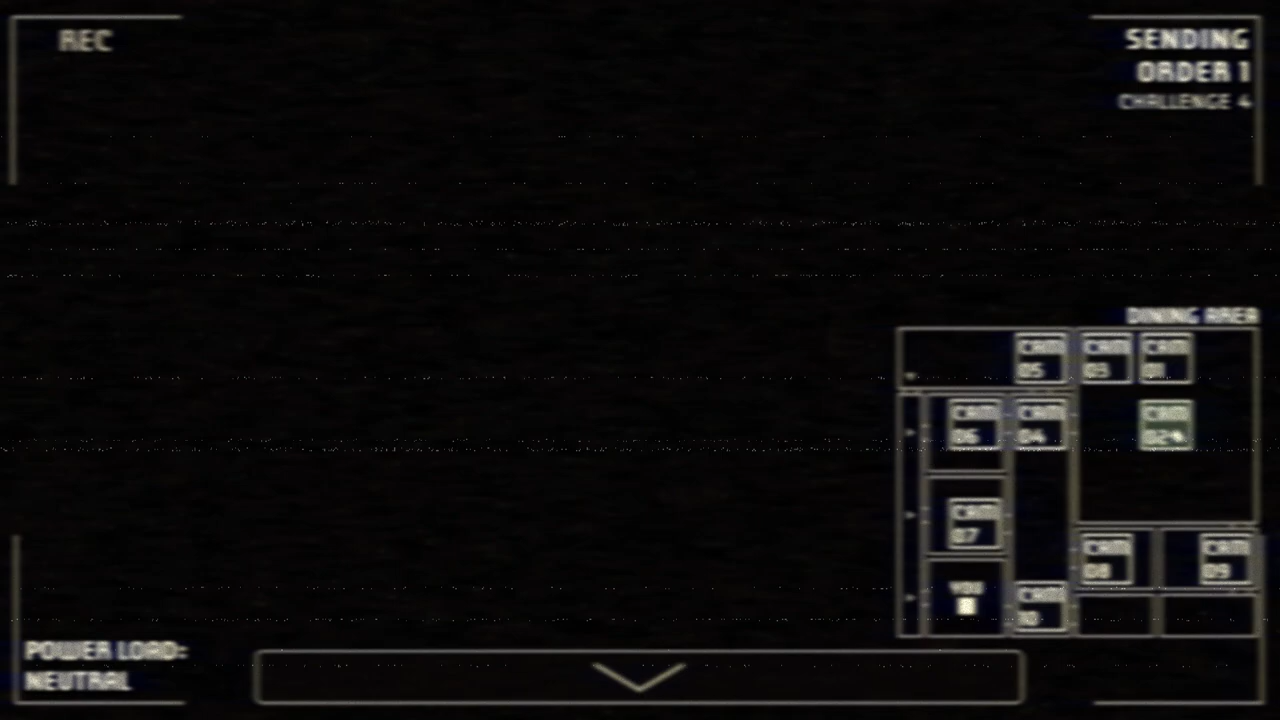 REC
SENDING
ORDER 1
CHALLENGE 4
DINING AREA
CAM
05
CAM
03
CAM
01
CAM
06
CAM
04
CAM
02
CAM
07
CAM
08
CAM
09
YOU
CAM
10
POWER LOAD:
NEUTRAL